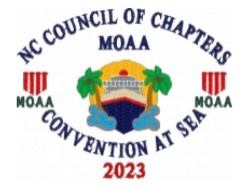 NC COUNCIL OF CHAPTERS
MOAA
MOAA
MOAA
CONVENTION AT SEA
2023